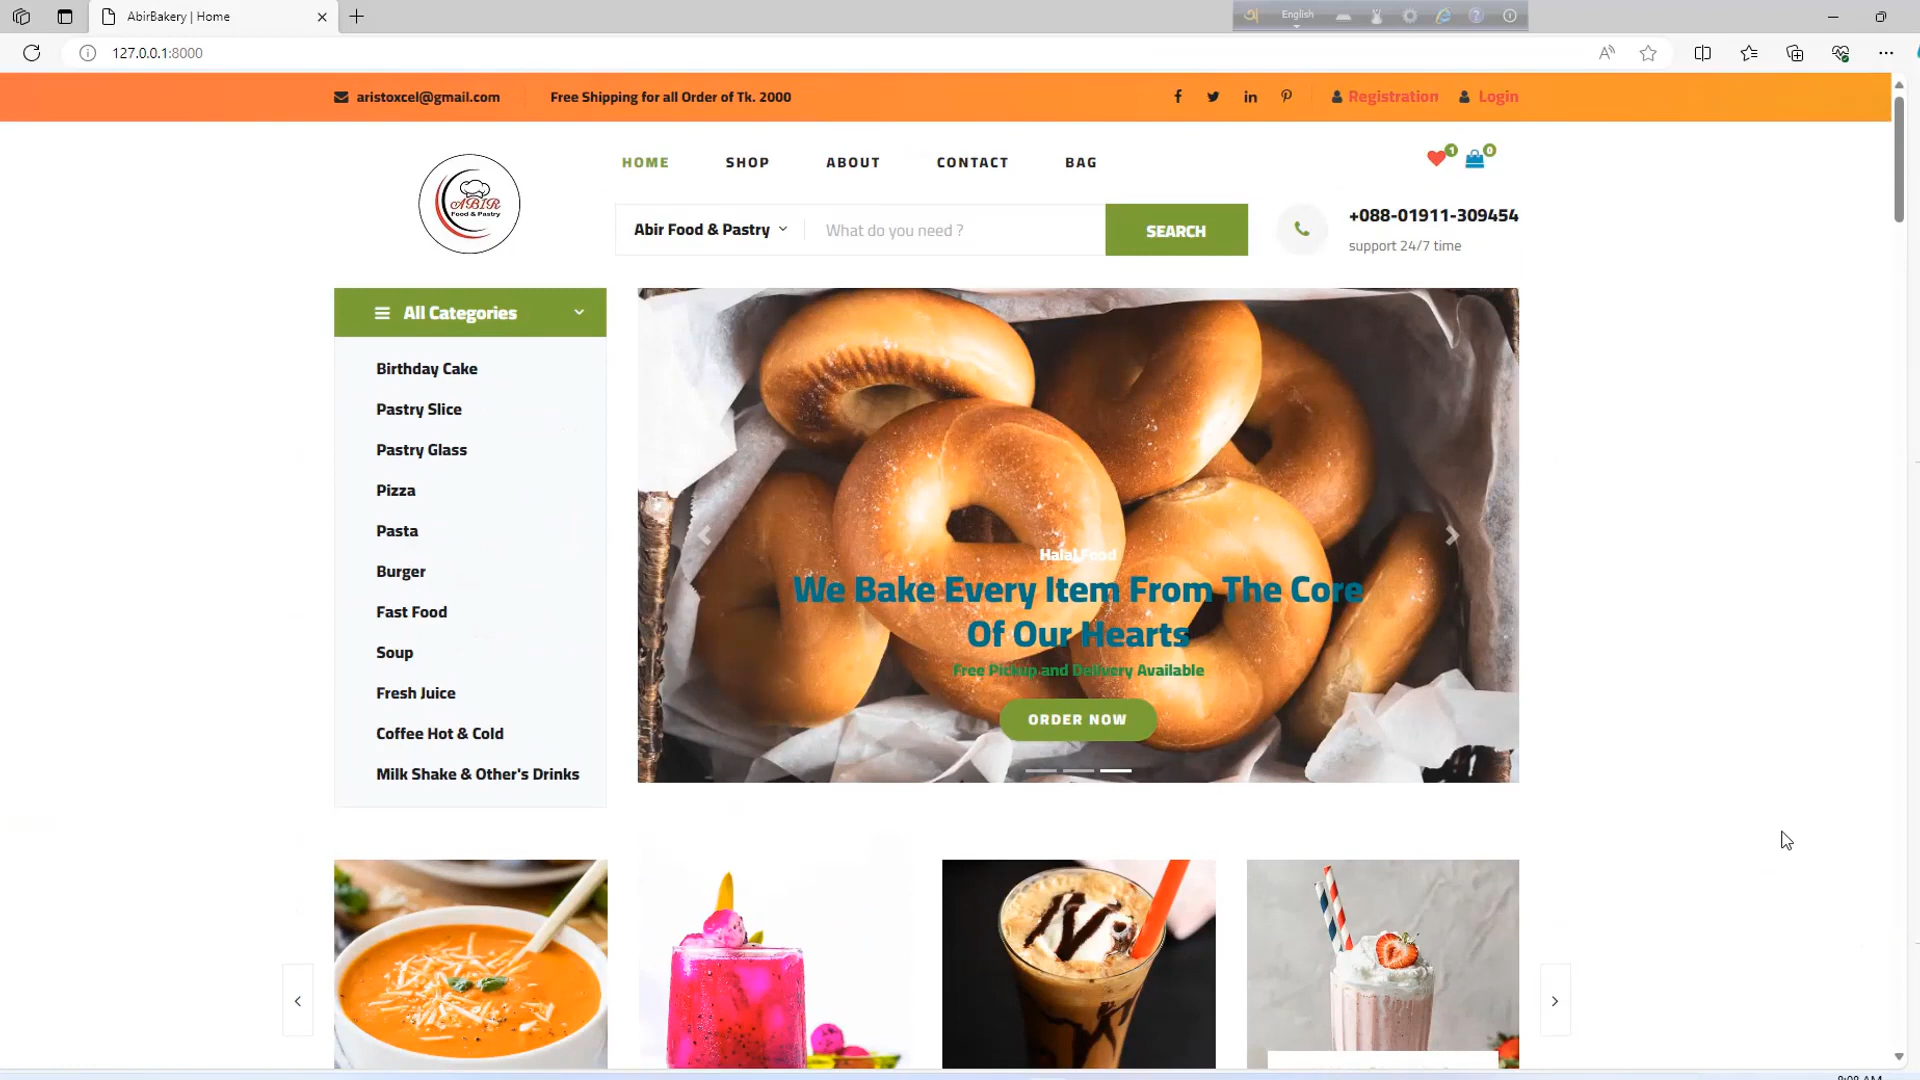 AbirBakery | Home
English
127.0.0.1:8000
aristoxcel@gmail.com
Free Shipping for all Order of Tk. 2000
Registration
Login
ABIR
Food & Pastry
HOME
SHOP
ABOUT
CONTACT
BAG
1
0
Abir Food & Pastry
What do you need ?
SEARCH
+088-01911-309454
support 24/7 time
All Categories
Birthday Cake
Pastry Slice
Pastry Glass
Pizza
Pasta
Burger
Fast Food
Soup
Fresh Juice
Coffee Hot & Cold
Milk Shake & Other's Drinks
Halal Food
We Bake Every Item From The Core
Of Our Hearts
Free Pickup and Delivery Available
ORDER NOW